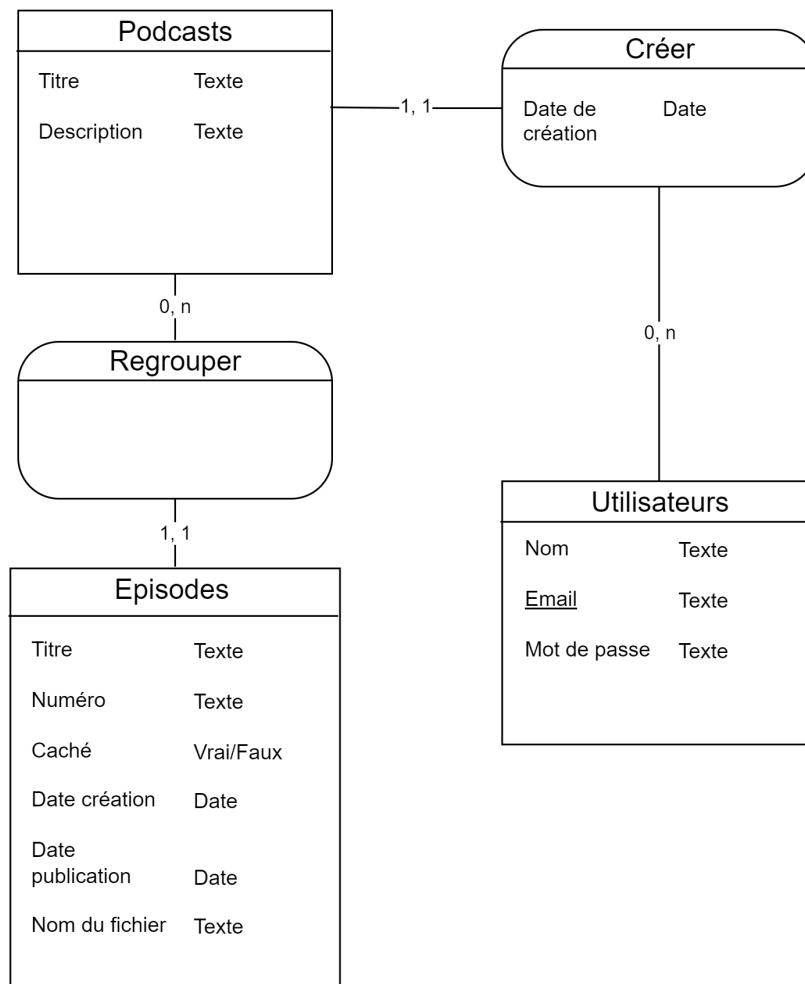 Podcasts
Titre Texte
Description Texte
1, 1
Créer
Date de Date
création
0, n
Regrouper
1, 1
0, n
Episodes
Titre Texte
Numéro Texte
Caché Vrai/Faux
Date création Date
Date
publication Date
Nom du fichier Texte
Utilisateurs
Nom Texte
Email Texte
Mot de passe Texte